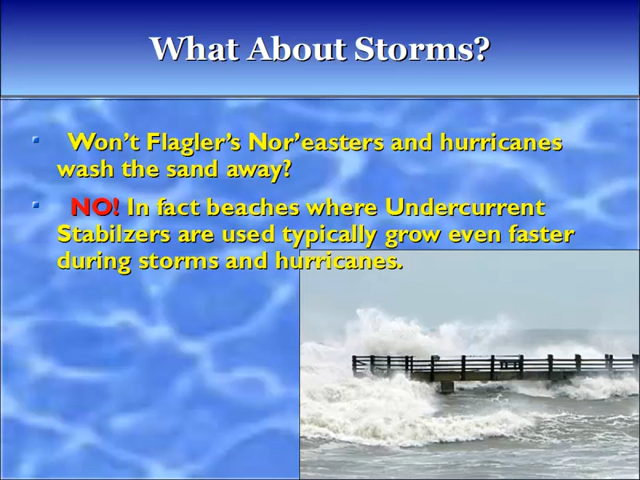 What About Storms?
Won't Flagler's Nor'easters and hurricanes
wash the sand away?
NO! In fact beaches where Undercurrent
Stabilzers are used typically grow even faster
during storms and hurricanes.